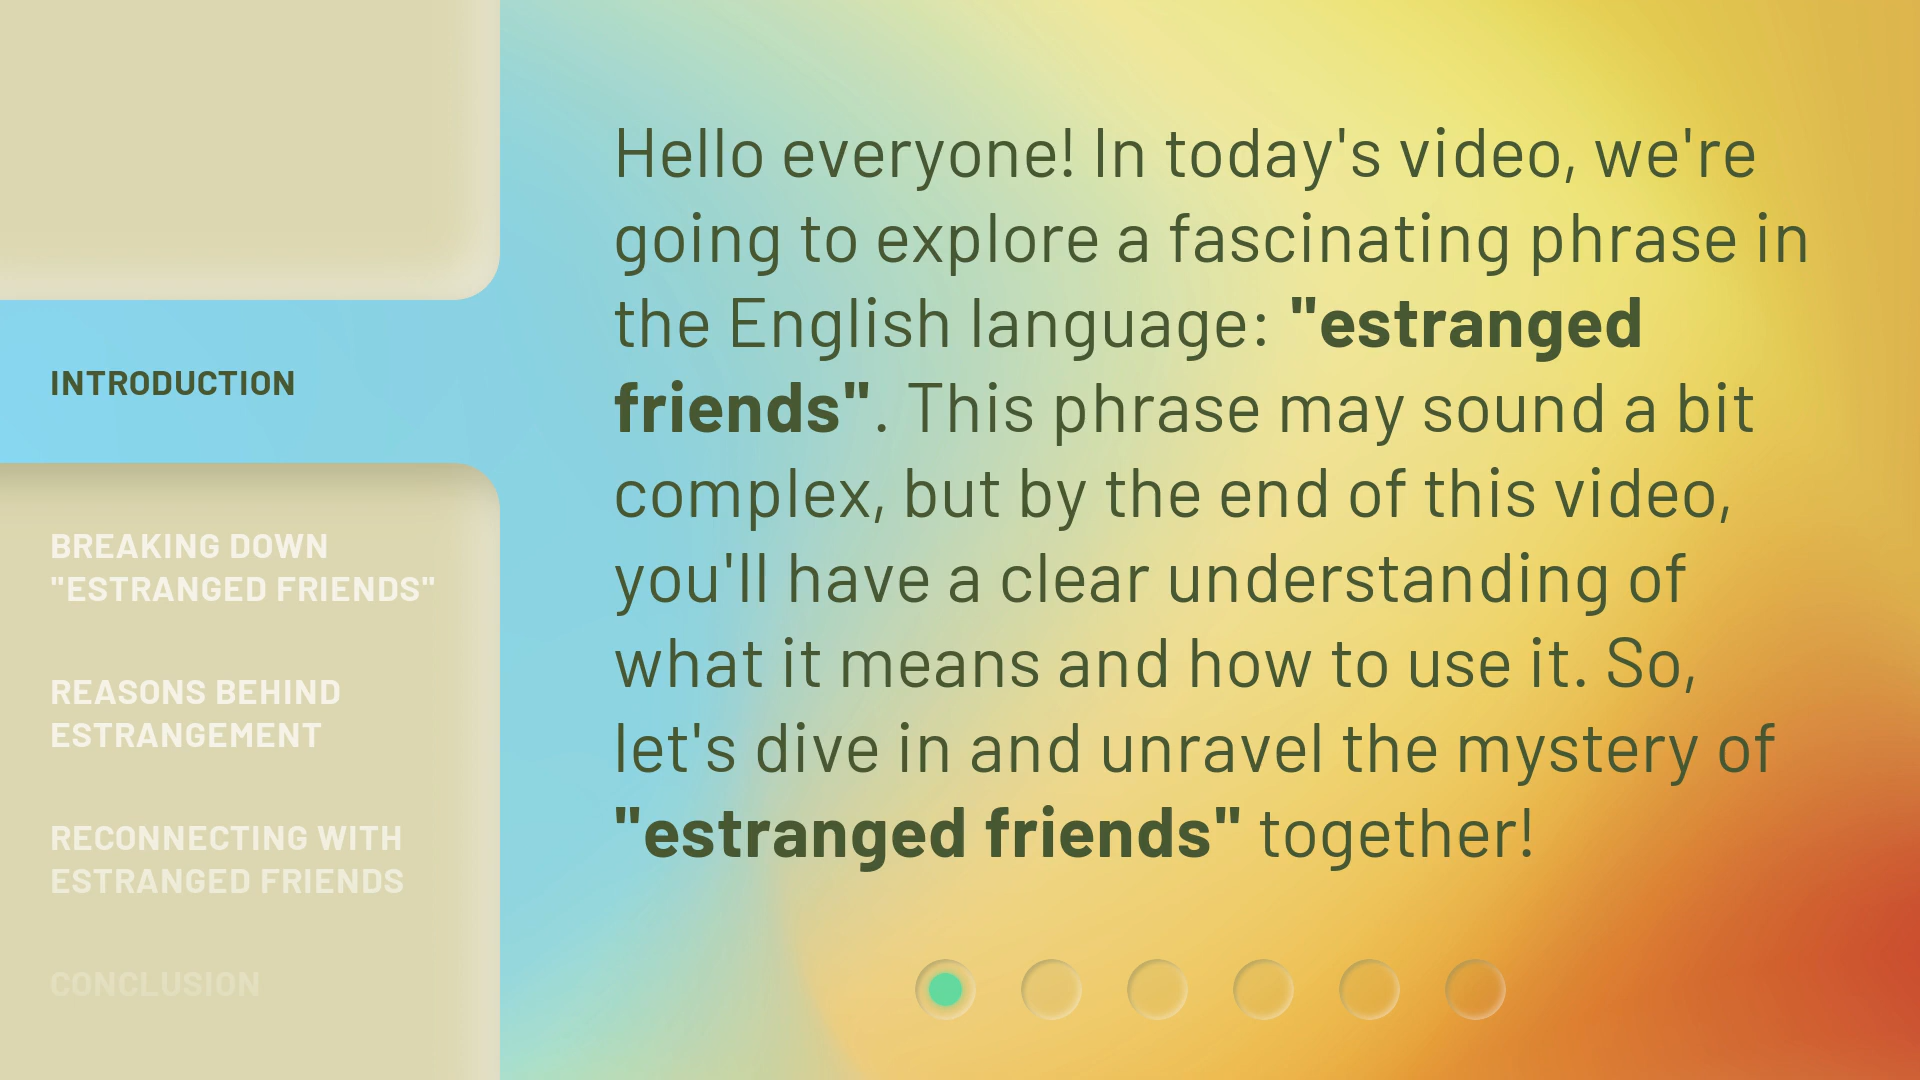 INTRODUCTION
BREAKING DOWN
"ESTRANGED FRIENDS"
REASONS BEHIND
ESTRANGEMENT
RECONNECTING WITH
ESTRANGED FRIENDS
CONCLUSION
Hello everyone! In today's video, we're
going to explore a fascinating phrase in
the English language: "estranged
friends". This phrase may sound a bit
complex, but by the end of this video,
you'll have a clear understanding of
what it means and how to use it. So,
let's dive in and unravel the mystery of
"estranged friends" together!